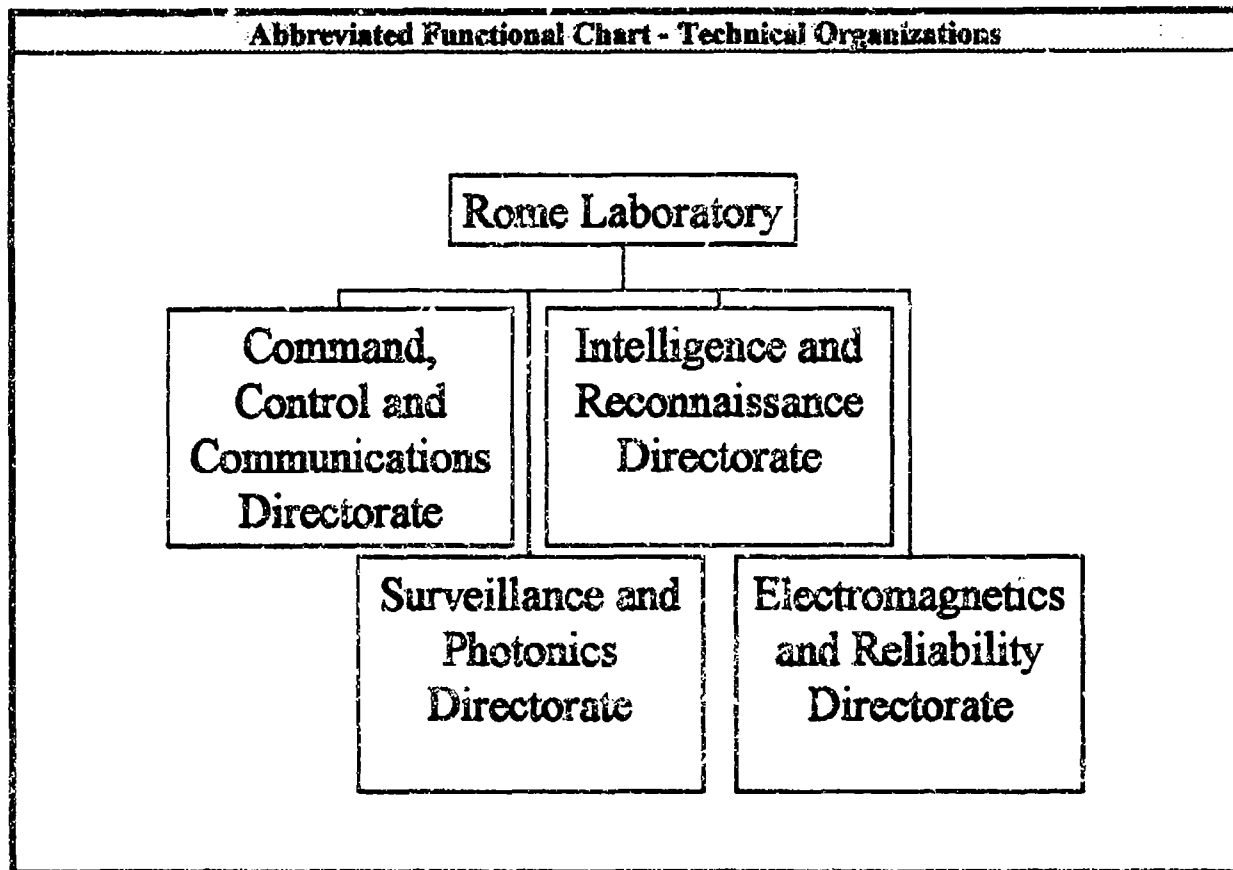 Abbreviated Functional Chart - Technical Organizations
Rome Laboratory
Command,
Control and
Communications
Directorate
Intelligence and
Reconnaissance
Directorate
Surveillance and
Photonics
Directorate
Electromagnetics
and Reliability
Directorate